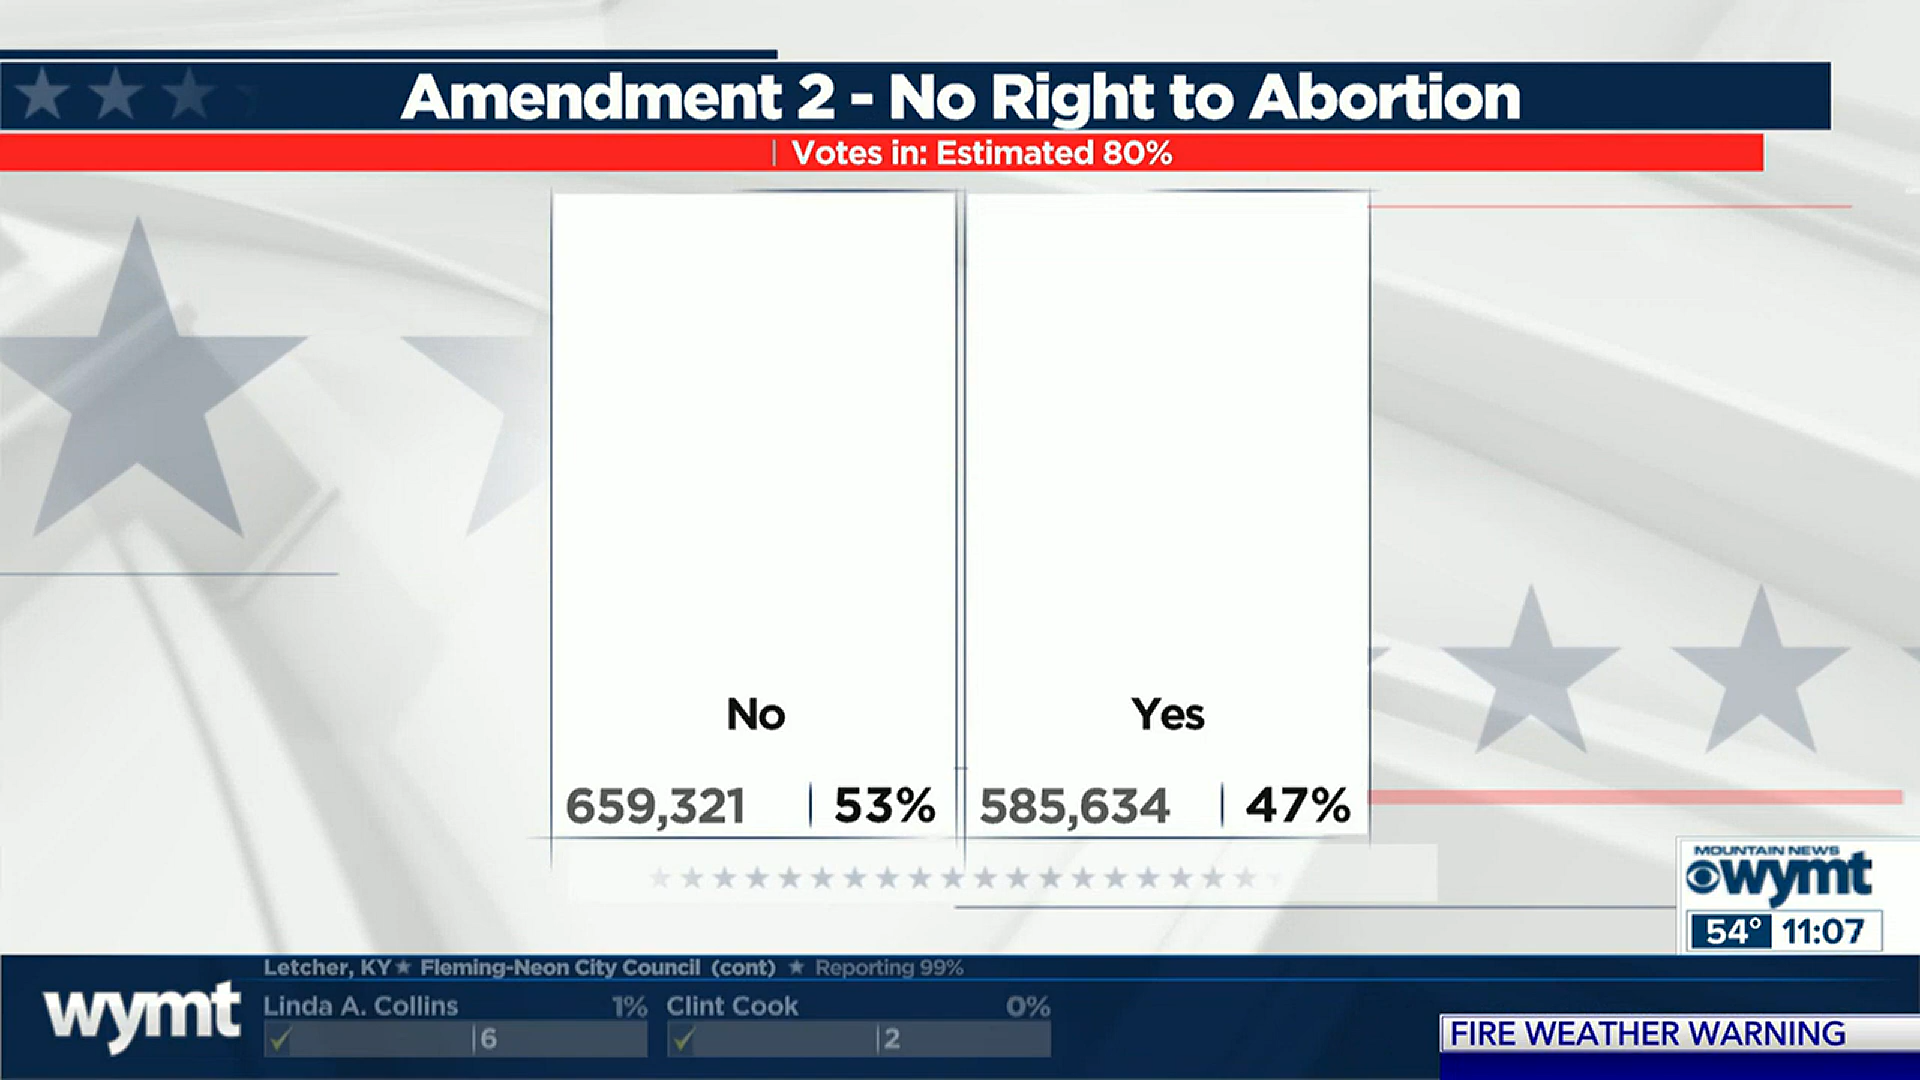 Amendment 2 - No Right to Abortion
| Votes in: Estimated 80%
No
Yes
659,321 | 53%
585,634 | 47%
MOUNTAIN NEWS
wymt
54° 11:07
Letcher, KY ★ Fleming-Neon City Council (cont) ★ Reporting 99%
wymt
Linda A. Collins 1%
Clint Cook 0%
6
2
FIRE WEATHER WARNING